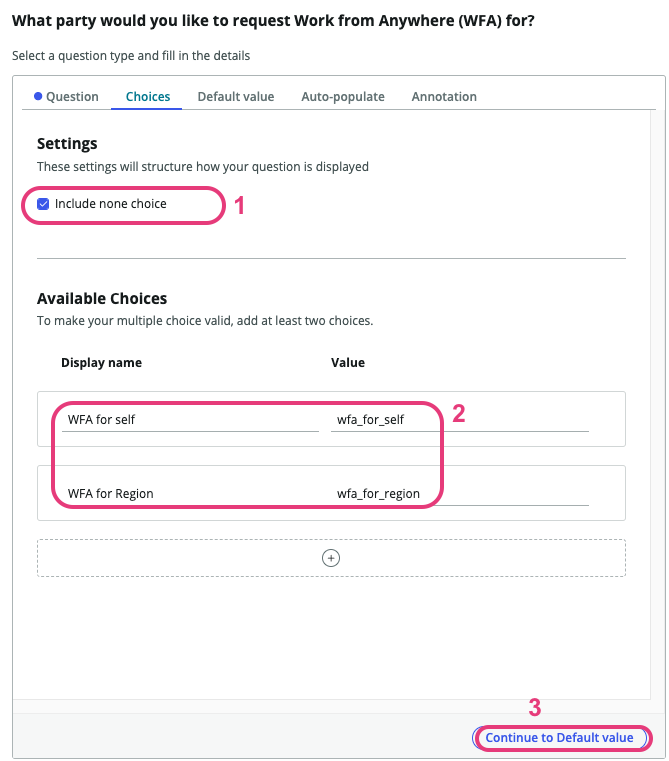 What party would you like to request Work from Anywhere (WFA) for?
Select a question type and fill in the details
Question Choices Default value Auto-populate Annotation
Settings
These settings will structure how your question is displayed
Include none choice 1
Available Choices
To make your multiple choice valid, add at least two choices.
Display name Value
WFA for self wfa_for_self 2
WFA for Region wfa_for_region
3
Continue to Default value